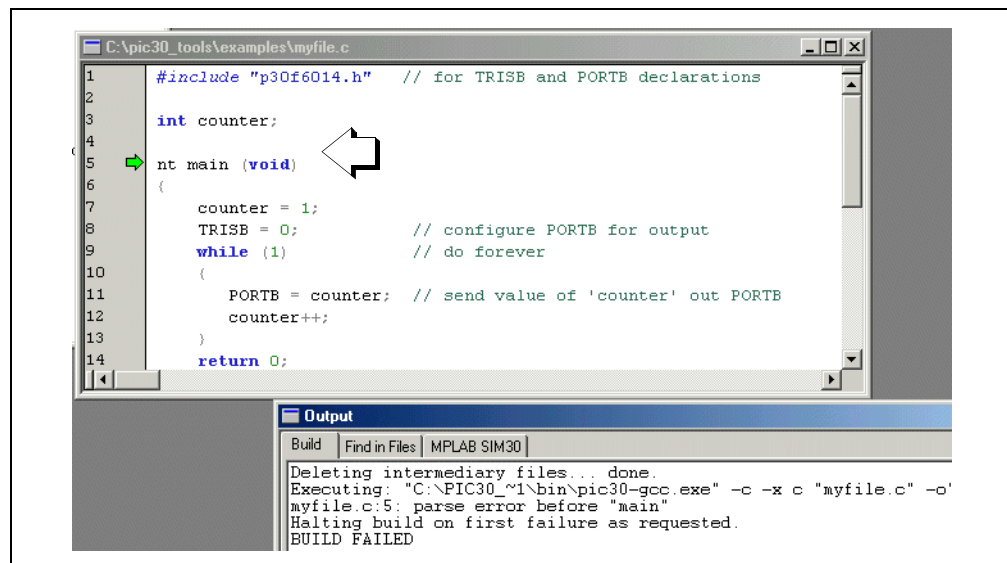 C:\pic30_tools\examples\myfile.c
1 #include "p30f6014.h" // for TRISB and PORTB declarations
2
3 int counter;
4
5 nt main (void)
6 {
7 counter = 1;
8 TRISB = 0; // configure PORTB for output
9 while (1) // do forever
10 {
11 PORTB = counter; // send value of 'counter' out PORTB
12 counter++;
13 }
14 return 0;
Output
Build Find in Files MPLAB SIM30
Deleting intermediary files... done.
Executing: "C:\PIC30_~1\bin\pic30-gcc.exe" -c -x c "myfile.c" -o"
myfile.c:5: parse error before "main"
Halting build on first failure as requested.
BUILD FAILED